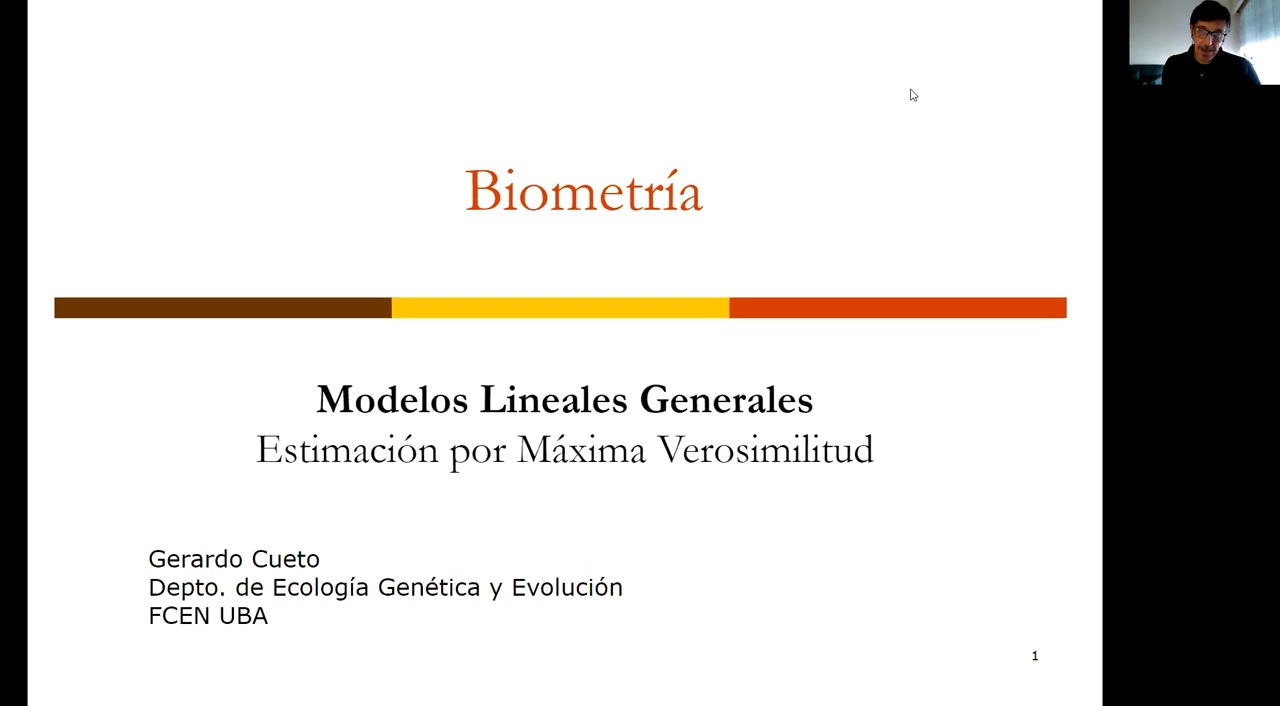 Biometría
Modelos Lineales Generales
Estimación por Máxima Verosimilitud
Gerardo Cueto
Depto. de Ecología Genética y Evolución
FCEN UBA
1